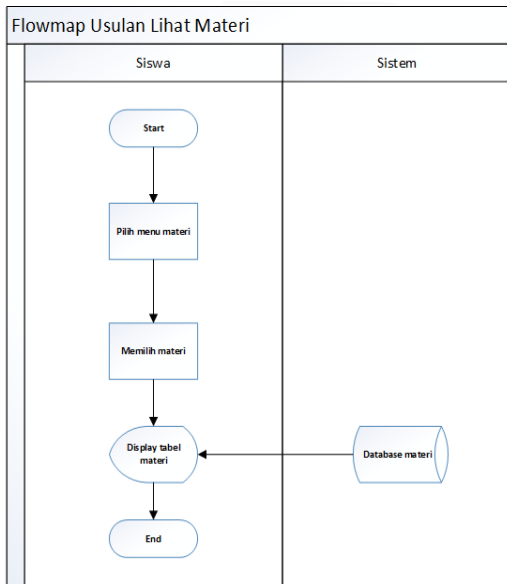 Flowmap Usulan Lihat Materi
Siswa
Sistem
Start
Pilih menu materi
Memilih materi
Display tabel
materi
Database materi
End